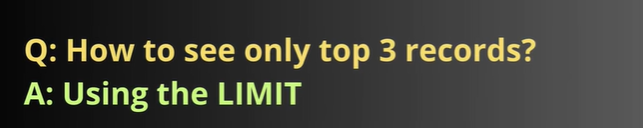 Q: How to see only top 3 records?
A: Using the LIMIT